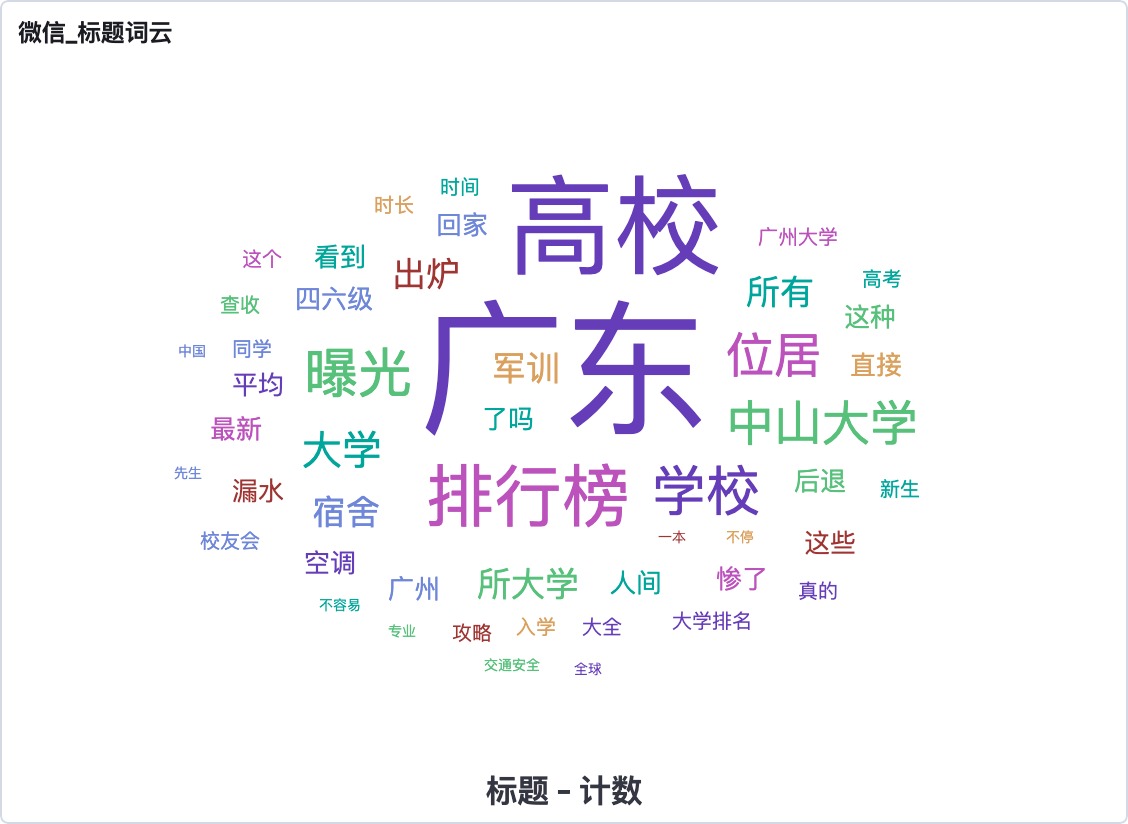 微信_标题词云
时间
高校
时长
回家
广州大学
这个
看到
出炉
所有
高考
查收
四六级
这种
广东
中国
同学
曝光
军训
位居
直接
平均
最新
大学
了吗
中山大学
先生
漏水
宿舍
排行榜
学校
后退
新生
校友会
空调
一本
不停
这些
广州
所大学
人间
惨了
真的
不容易
专业
攻略
入学
大全
大学排名
交通安全
全球
标题 - 计数